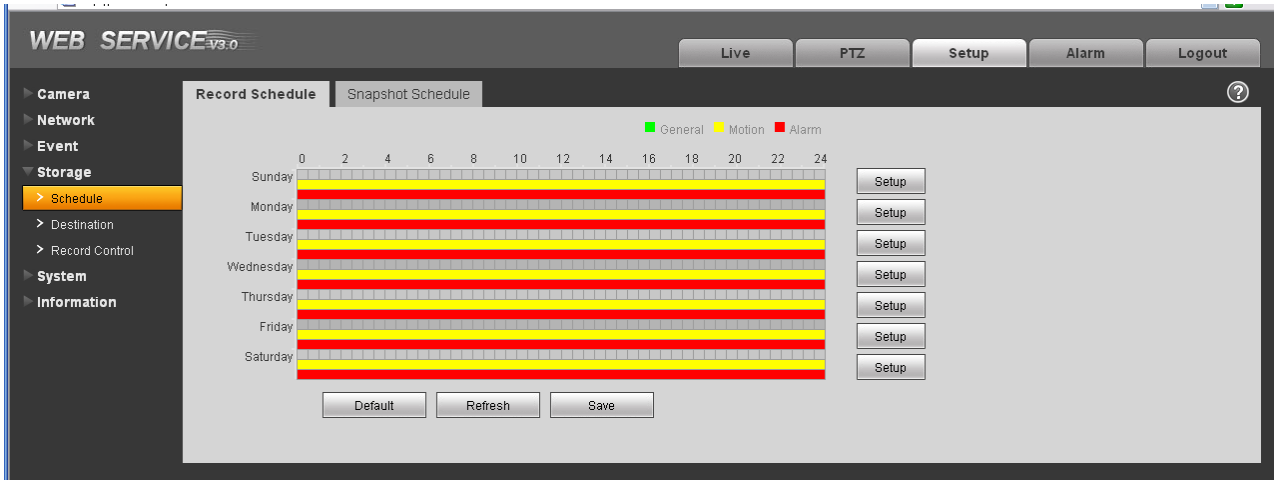 WEB SERVICE V3.0
Live PTZ Setup Alarm Logout
Camera
Network
Event
Storage
> Schedule
> Destination
> Record Control
System
Information
Record Schedule Snapshot Schedule ?
General Motion Alarm
0 2 4 6 8 10 12 14 16 18 20 22 24
Sunday Setup
Monday Setup
Tuesday Setup
Wednesday Setup
Thursday Setup
Friday Setup
Saturday Setup
Default Refresh Save